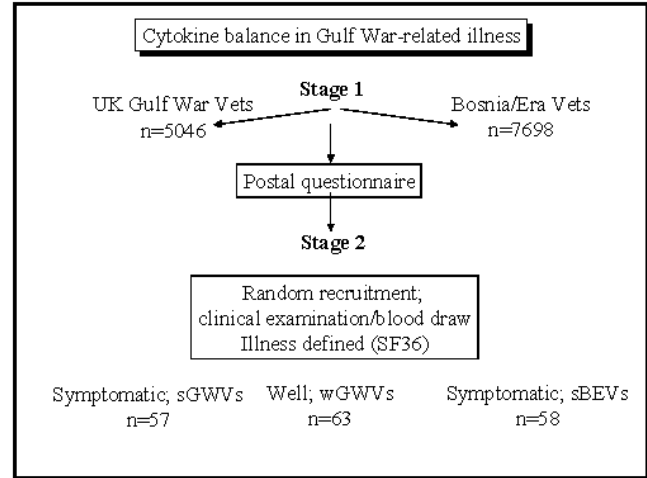 Cytokine balance in Gulf War-related illness
Stage 1
UK Gulf War Vets
n=5046
Bosnia/Era Vets
n=7698
Postal questionnaire
Stage 2
Random recruitment;
clinical examination/blood draw
Illness defined (SF36)
Symptomatic; sGWVs
n=57
Well; wGWVs
n=63
Symptomatic; sBEVs
n=58